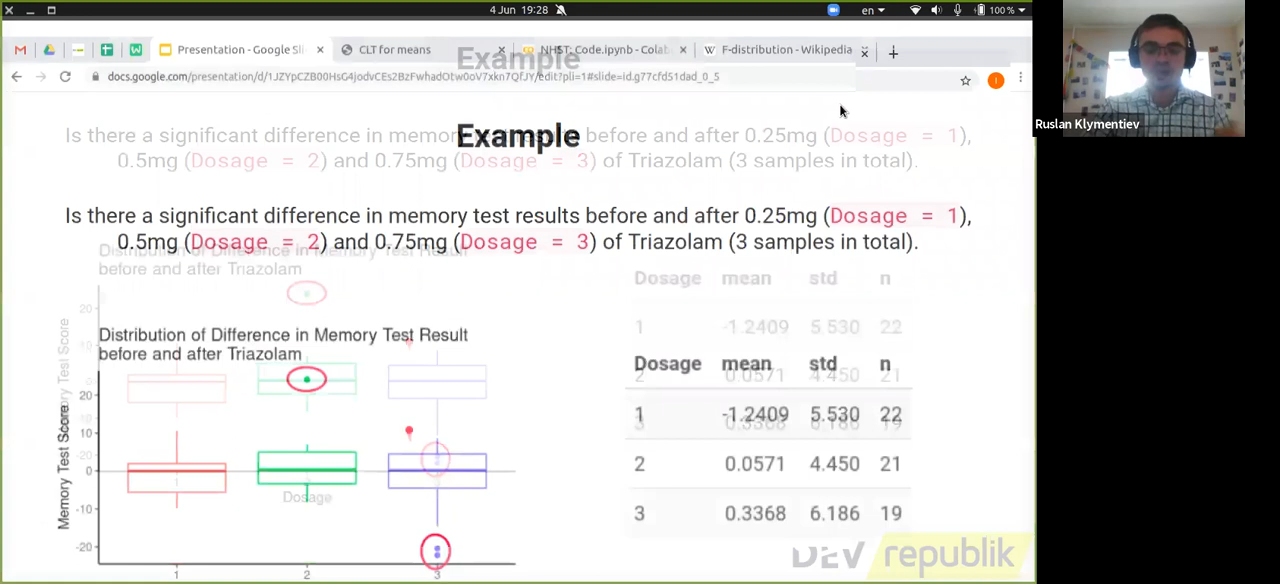 4 Jun 19:28
en
100 %
Presentation - Google Sli
CLT for means
NHST: Code.ipynb - Colab
F-distribution - Wikipedia
docs.google.com/presentation/d/1JZYpCZB00HsG4jodvCEs2BzFwhadOtw0oV7xkn7QfJY/edit?pli=1#slide=id.g77cfd51dad_0_5
Ruslan Klymentiev
Example
Is there a significant difference in memory test results before and after 0.25mg (Dosage = 1),
0.5mg (Dosage = 2) and 0.75mg (Dosage = 3) of Triazolam (3 samples in total).
Distribution of Difference in Memory Test Result
before and after Triazolam
Memory Test Score
20
10
0
-10
-20
1 2 3
Dosage
Dosage mean std n
1 -1.2409 5.530 22
2 0.0571 4.450 21
3 0.3368 6.186 19
DEV republik